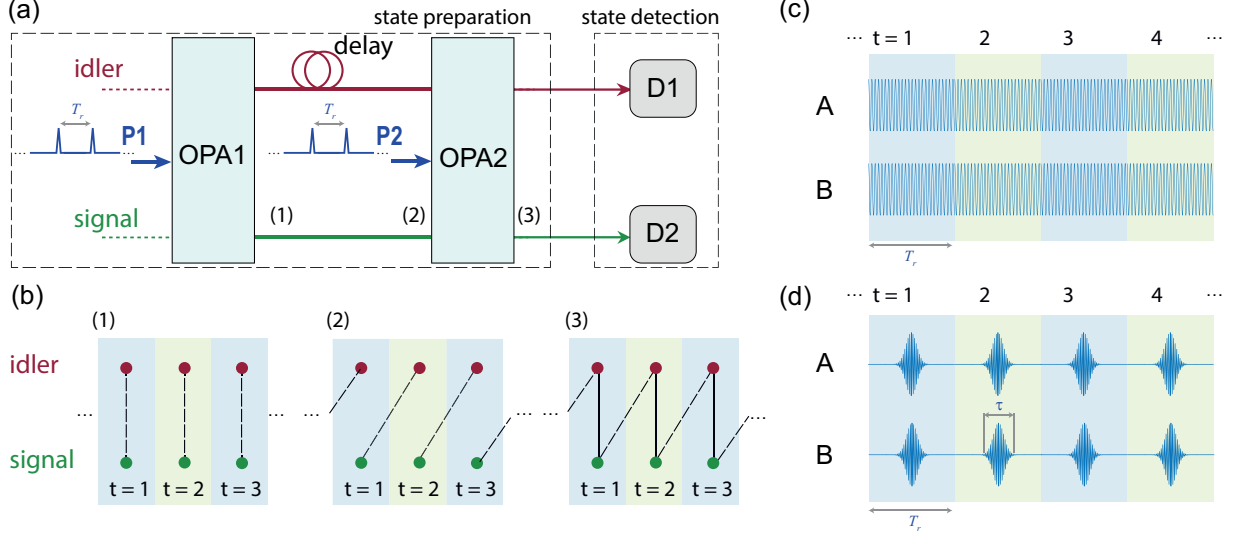 (a)
state preparation
state detection
delay
idler
T_r
P1
OPA1
T_r
P2
OPA2
D1
signal
(1)
(2)
(3)
D2
(b)
(1)
(2)
(3)
idler
...
...
...
...
...
signal
t = 1
t = 2
t = 3
t = 1
t = 2
t = 3
t = 1
t = 2
t = 3
(c)
... t = 1 2 3 4 ...
A
B
T_r
(d)
... t = 1 2 3 4 ...
A
τ
B
T_r